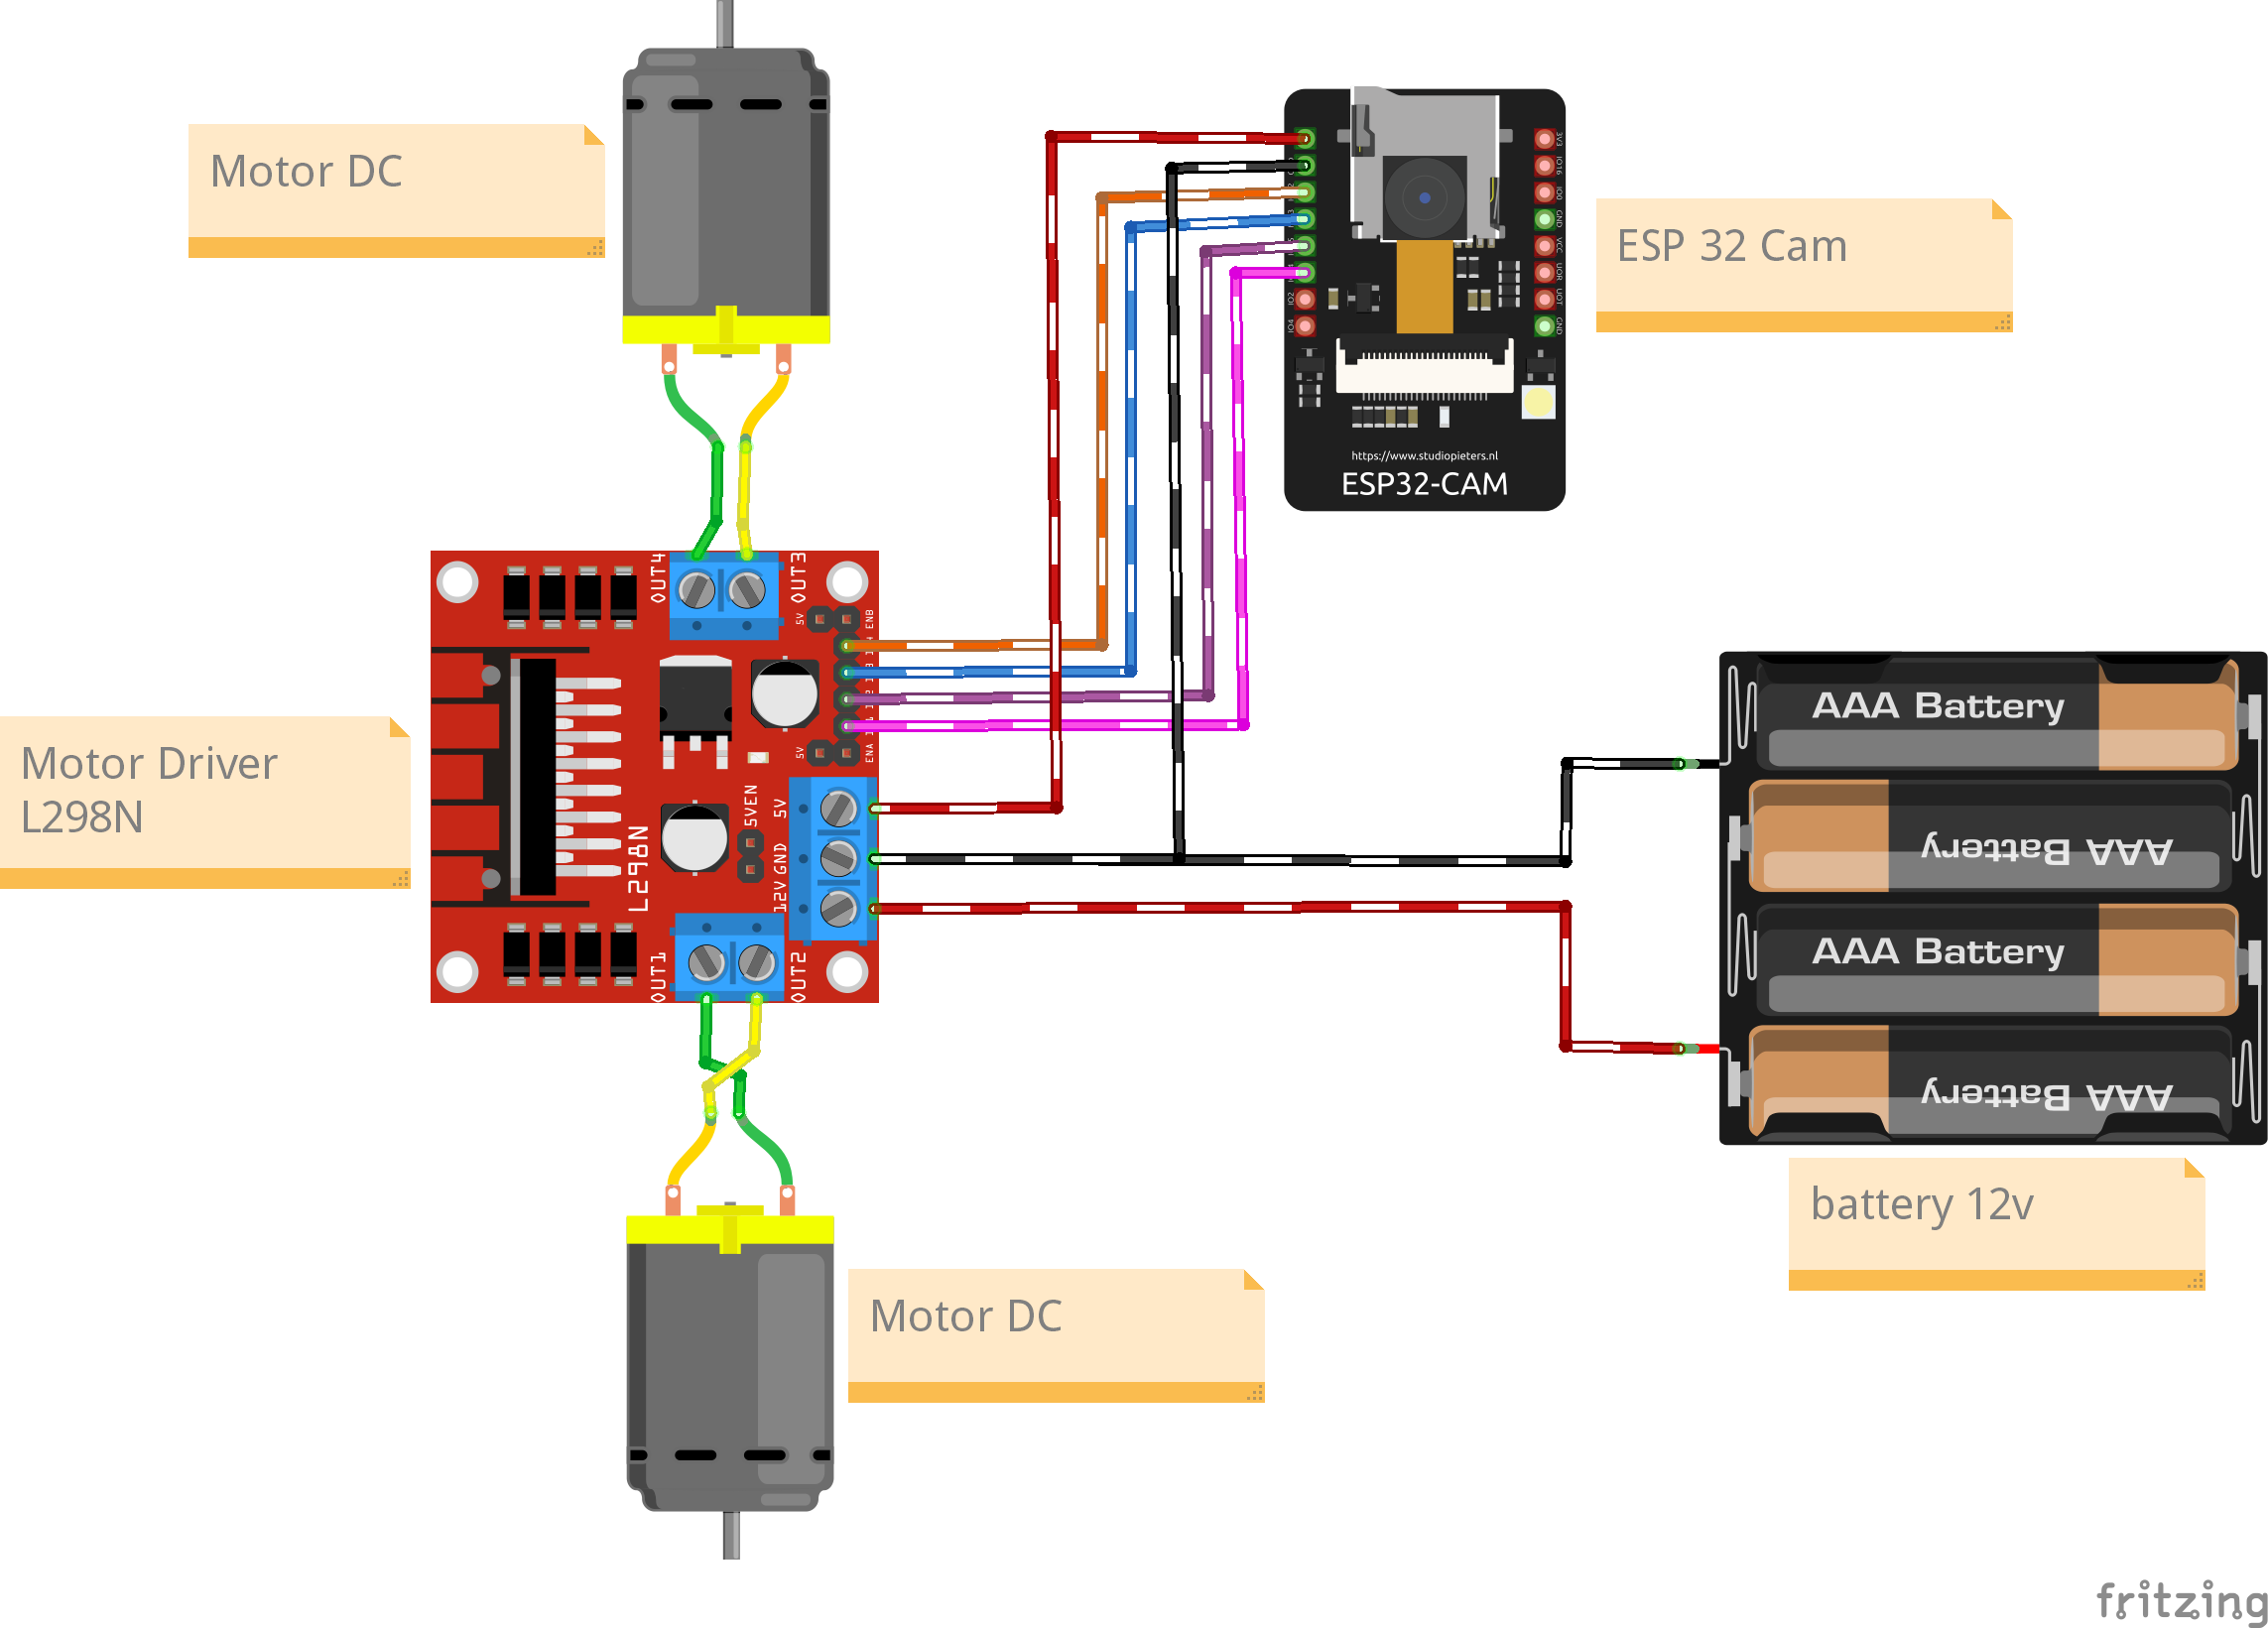 Motor DC
ESP 32 Cam
3V3
IO16
IO0
GND
VCC
UOR
UOT
GND
IO2
IO4
https://www.studiopieters.nl
ESP32-CAM
OUT4
OUT3
5V
ENB
5V
ENA
Motor Driver
L298N
L298N
5VEN
5V
GND
12V
OUT1
OUT2
AAA Battery
AAA Battery
AAA Battery
AAA Battery
battery 12v
Motor DC
fritzing